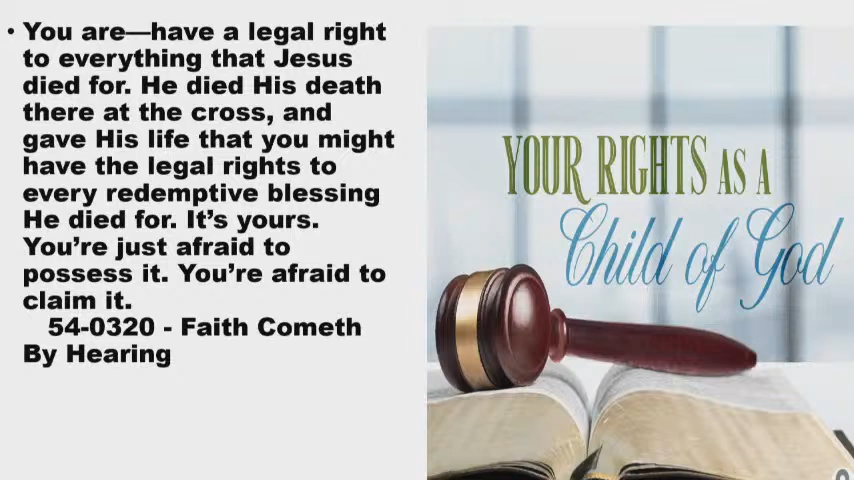 • You are—have a legal right
to everything that Jesus
died for. He died His death
there at the cross, and
gave His life that you might
have the legal rights to
every redemptive blessing
He died for. It’s yours.
You’re just afraid to
possess it. You’re afraid to
claim it.
54-0320 - Faith Cometh
By Hearing
YOUR RIGHTS AS A
Child of God